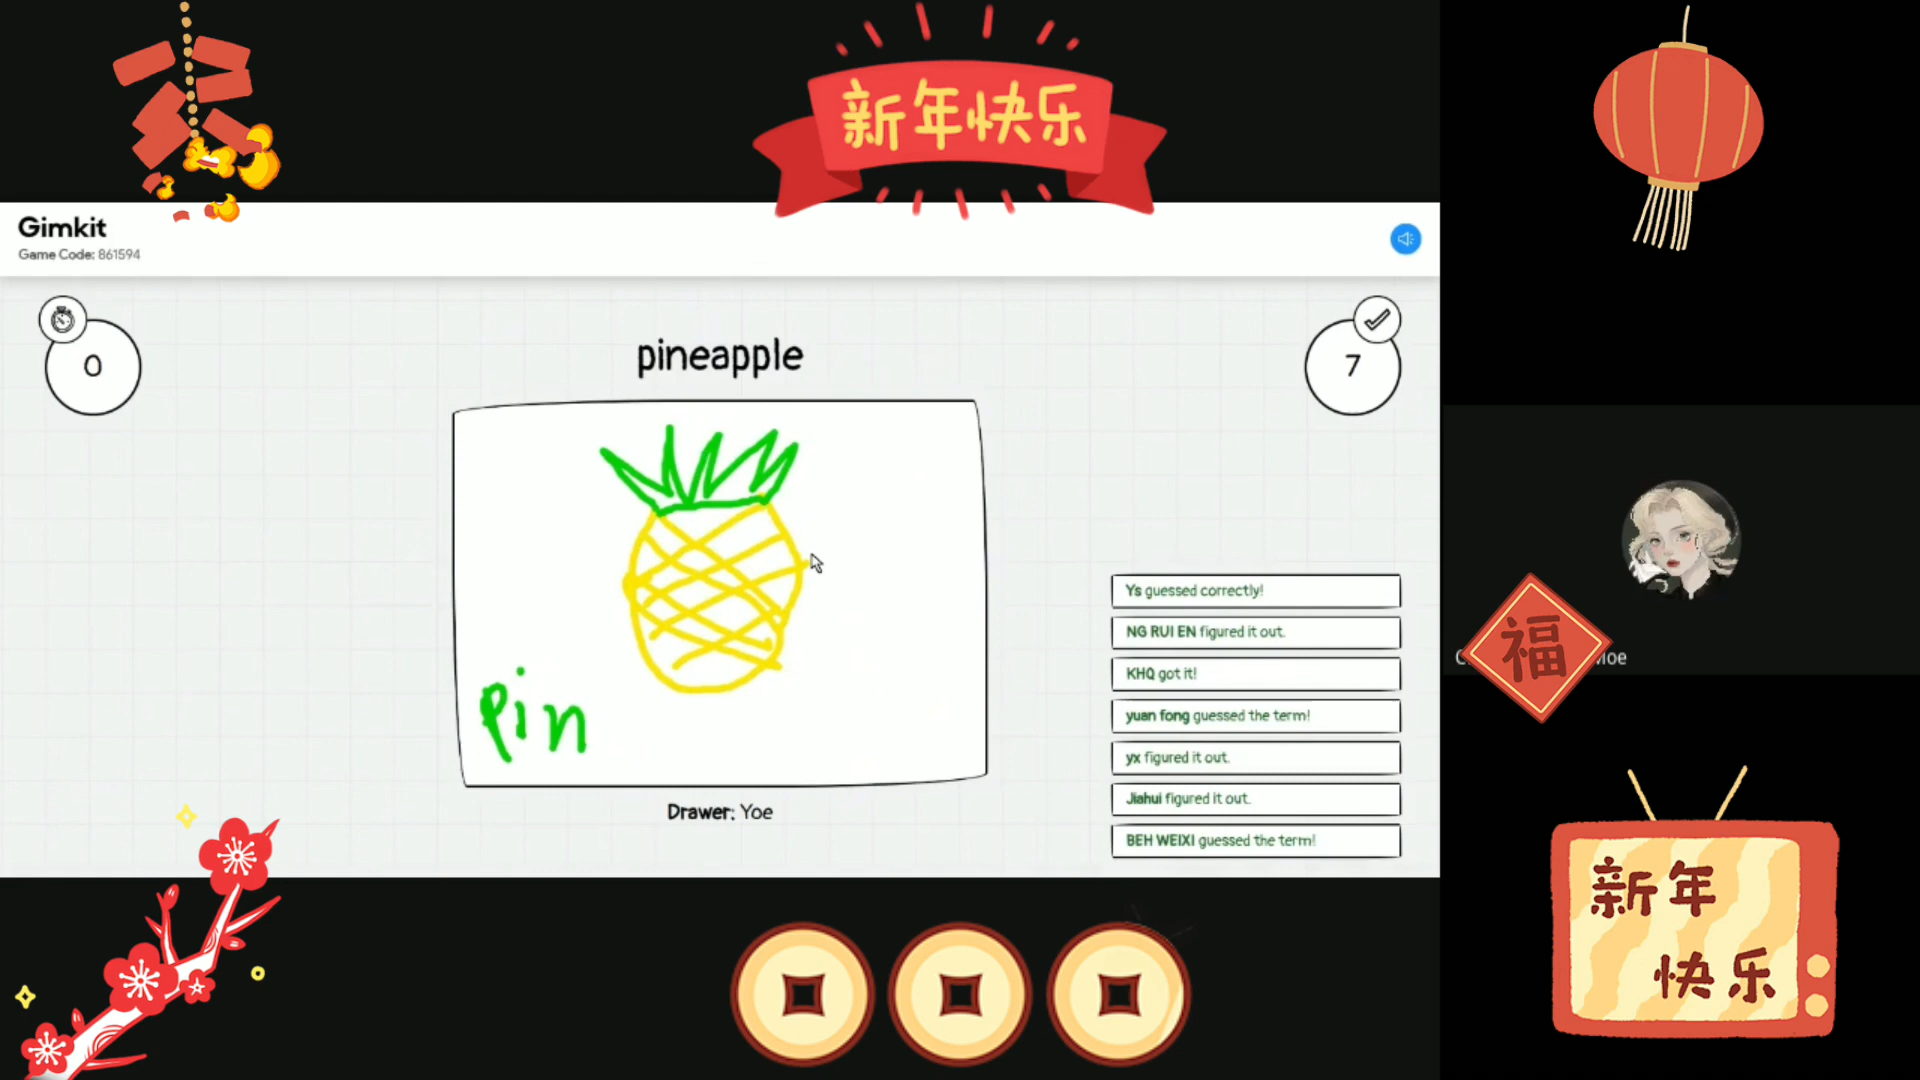 新年快乐
Gimkit
Game Code: 861594
0
7
pineapple
pin
Drawer: Yoe
Ys guessed correctly!
NG RUI EN figured it out.
KHQ got it!
yuan fong guessed the term!
yx figured it out.
Jiahui figured it out.
BEH WEIXI guessed the term!
福
新年
快乐